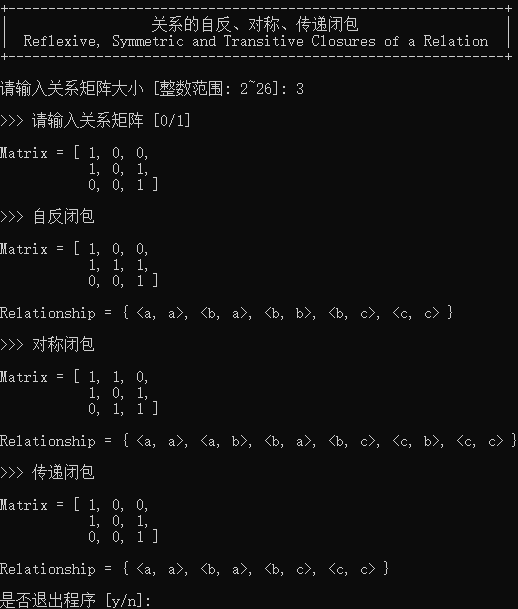 +---------------------------------------------------------+
|                 关系的自反、对称、传递闭包                 |
|  Reflexive, Symmetric and Transitive Closures of a Relation  |
+---------------------------------------------------------+
请输入关系矩阵大小 [整数范围: 2~26]: 3
>>> 请输入关系矩阵 [0/1]
Matrix = [ 1, 0, 0,
           1, 0, 1,
           0, 0, 1 ]
>>> 自反闭包
Matrix = [ 1, 0, 0,
           1, 1, 1,
           0, 0, 1 ]
Relationship = { <a, a>, <b, a>, <b, b>, <b, c>, <c, c> }
>>> 对称闭包
Matrix = [ 1, 1, 0,
           1, 0, 1,
           0, 1, 1 ]
Relationship = { <a, a>, <a, b>, <b, a>, <b, c>, <c, b>, <c, c> }
>>> 传递闭包
Matrix = [ 1, 0, 0,
           1, 0, 1,
           0, 0, 1 ]
Relationship = { <a, a>, <b, a>, <b, c>, <c, c> }
是否退出程序 [y/n]: